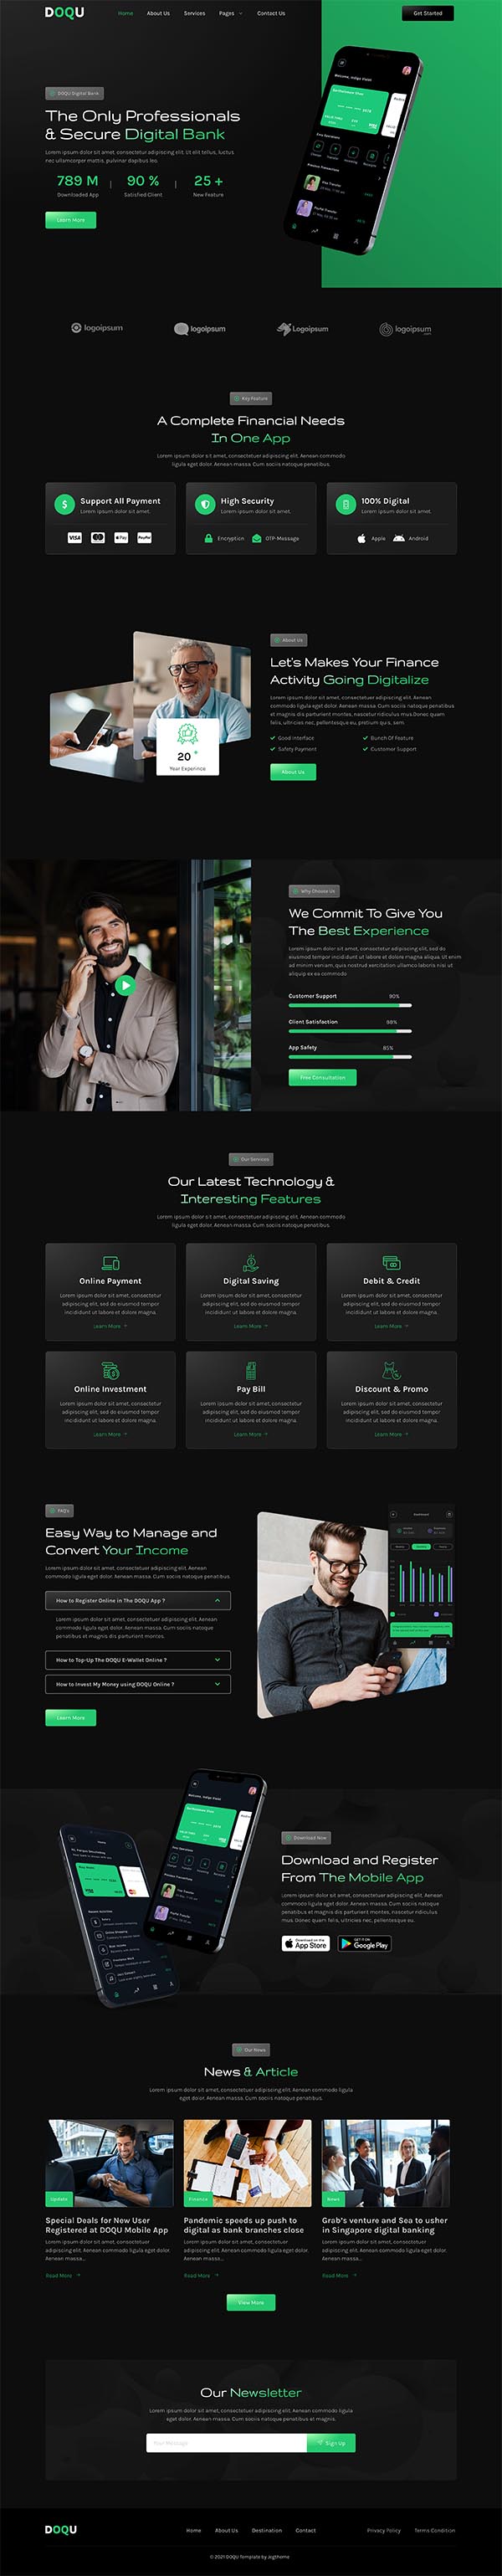 DOQU
Home About Us Services Pages Contact Us
Get Started
DOQU Digital Bank
The Only Professionals
& Secure Digital Bank
Lorem ipsum dolor sit amet, consectetur adipiscing elit. Ut elit tellus, luctus
nec ullamcorper mattis, pulvinar dapibus leo.
789 M 90 % 25 +
Downloaded App Satisfied Client New Feature
Learn More
logoipsum logoipsum Logoipsum logoipsum
Key Feature
A Complete Financial Needs
In One App
Lorem ipsum dolor sit amet, consectetuer adipiscing elit. Aenean commodo
ligula eget dolor. Aenean massa. Cum sociis natoque penatibus.
Support All Payment
Lorem ipsum dolor sit amet.
VISA Pay PayPal
High Security
Lorem ipsum dolor sit amet.
Encryption OTP-Message
100% Digital
Lorem ipsum dolor sit amet.
Apple Android
About Us
Let's Makes Your Finance
Activity Going Digitalize
Lorem ipsum dolor sit amet, consectetuer adipiscing elit. Aenean
commodo ligula eget dolor. Aenean massa. Cum sociis natoque penatibus
et magnis dis parturient montes, nascetur ridiculus mus. Donec quam
felis, ultricies nec, pellentesque eu, pretium quis, sem.
Good Interface Bunch Of Feature
Safety Payment Customer Support
About Us
20 +
Year Experince
Why Choose Us
We Commit To Give You
The Best Experience
Lorem ipsum dolor sit amet, consectetur adipiscing elit, sed do
eiusmod tempor incididunt ut labore et dolore magna aliqua. Ut enim
ad minim veniam, quis nostrud exercitation ullamco laboris nisi ut
aliquip ex ea commodo
Customer Support 90%
Client Satisfaction 88%
App Safety 85%
Free Consultation
Our Services
Our Latest Technology &
Interesting Features
Lorem ipsum dolor sit amet, consectetuer adipiscing elit. Aenean commodo
ligula eget dolor. Aenean massa. Cum sociis natoque penatibus.
Online Payment
Lorem ipsum dolor sit amet, consectetur
adipiscing elit, sed do eiusmod tempor
incididunt ut labore et dolore magna.
Learn More
Digital Saving
Lorem ipsum dolor sit amet, consectetur
adipiscing elit, sed do eiusmod tempor
incididunt ut labore et dolore magna.
Learn More
Debit & Credit
Lorem ipsum dolor sit amet, consectetur
adipiscing elit, sed do eiusmod tempor
incididunt ut labore et dolore magna.
Learn More
Online Investment
Lorem ipsum dolor sit amet, consectetur
adipiscing elit, sed do eiusmod tempor
incididunt ut labore et dolore magna.
Learn More
Pay Bill
Lorem ipsum dolor sit amet, consectetur
adipiscing elit, sed do eiusmod tempor
incididunt ut labore et dolore magna.
Learn More
Discount & Promo
Lorem ipsum dolor sit amet, consectetur
adipiscing elit, sed do eiusmod tempor
incididunt ut labore et dolore magna.
Learn More
FAQ's
Easy Way to Manage and
Convert Your Income
Lorem ipsum dolor sit amet, consectetuer adipiscing elit. Aenean
commodo ligula eget dolor. Aenean massa. Cum sociis natoque penatibus.
How to Register Online in The DOQU App ?
Lorem ipsum dolor sit amet, consectetuer adipiscing elit. Aenean
commodo ligula eget dolor. Aenean massa. Cum sociis natoque
penatibus et magnis dis parturient montes.
How to Top-Up The DOQU E-Wallet Online ?
How to Invest My Money using DOQU Online ?
Learn More
Download Now
Download and Register
From The Mobile App
Lorem ipsum dolor sit amet, consectetuer adipiscing elit. Aenean
commodo ligula eget dolor. Aenean massa. Cum sociis natoque
penatibus et magnis dis parturient montes, nascetur ridiculus
mus. Donec quam felis, ultricies nec, pellentesque eu.
Download on the
App Store
GET IT ON
Google Play
Our News
News & Article
Lorem ipsum dolor sit amet, consectetuer adipiscing elit. Aenean commodo ligula
eget dolor. Aenean massa. Cum sociis natoque penatibus.
Update
Special Deals for New User
Registered at DOQU Mobile App
Lorem ipsum dolor sit amet, consectetuer
adipiscing elit. Aenean commodo ligula eget dolor.
Aenean massa...
Read More
Finance
Pandemic speeds up push to
digital as bank branches close
Lorem ipsum dolor sit amet, consectetuer
adipiscing elit. Aenean commodo ligula eget dolor.
Aenean massa...
Read More
News
Grab's venture and Sea to usher
in Singapore digital banking
Lorem ipsum dolor sit amet, consectetuer
adipiscing elit. Aenean commodo ligula eget dolor.
Aenean massa...
Read More
View More
Our Newsletter
Lorem ipsum dolor sit amet, consectetuer adipiscing elit. Aenean commodo ligula
eget dolor. Aenean massa. Cum sociis natoque penatibus et magnis.
Your Message
Sign Up
DOQU
Home About Us Destination Contact
Privacy Policy Terms Condition
© 2021 DOQU Template by Jegtheme